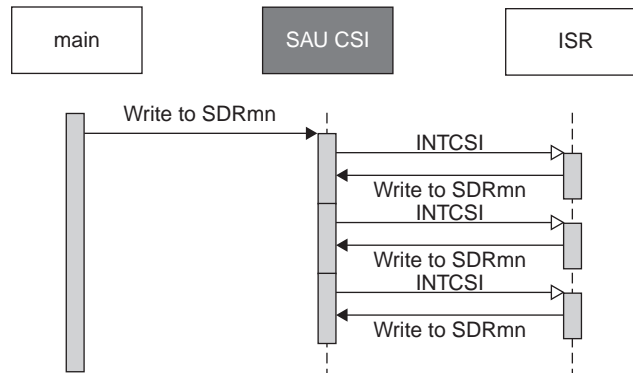 main
SAU CSI
ISR
Write to SDRmn
INTCSI
Write to SDRmn
INTCSI
Write to SDRmn
INTCSI
Write to SDRmn